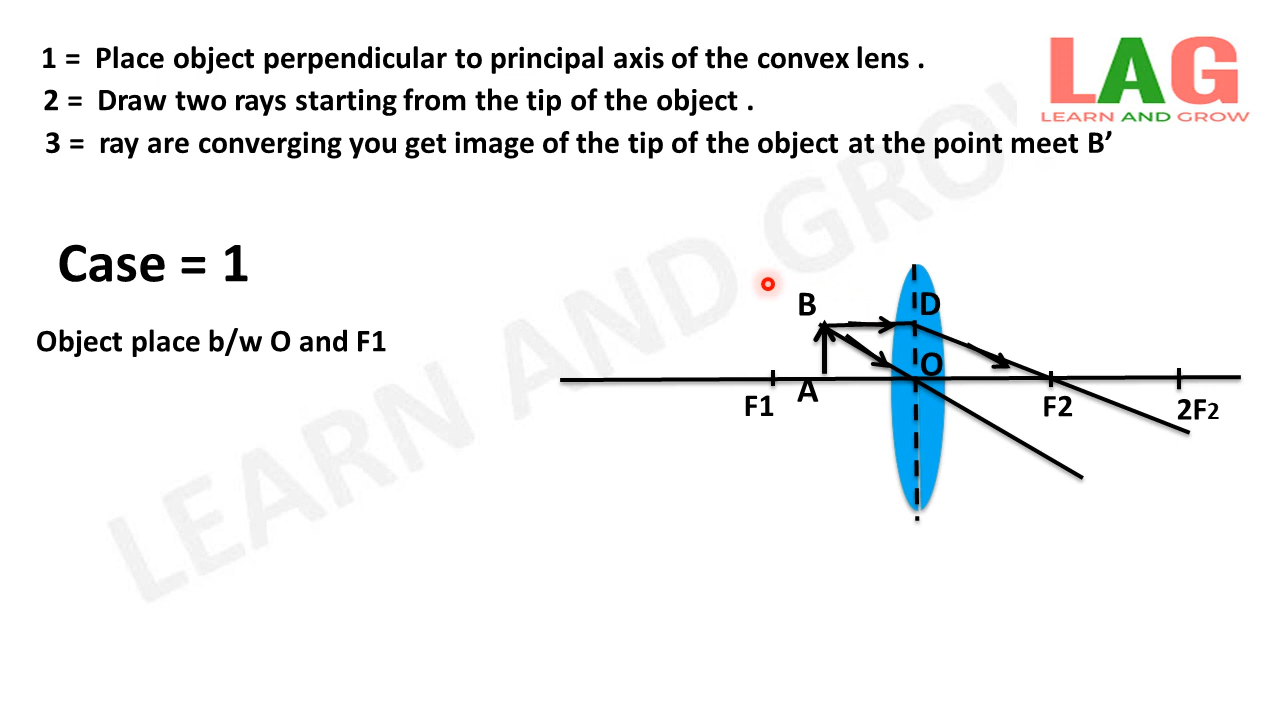 1 = Place object perpendicular to principal axis of the convex lens .
2 = Draw two rays starting from the tip of the object .
3 = ray are converging you get image of the tip of the object at the point meet B’
LAG
LEARN AND GROW
LEARN AND GROW
Case = 1
Object place b/w O and F1
B
D
O
A
F1
F2
2F2